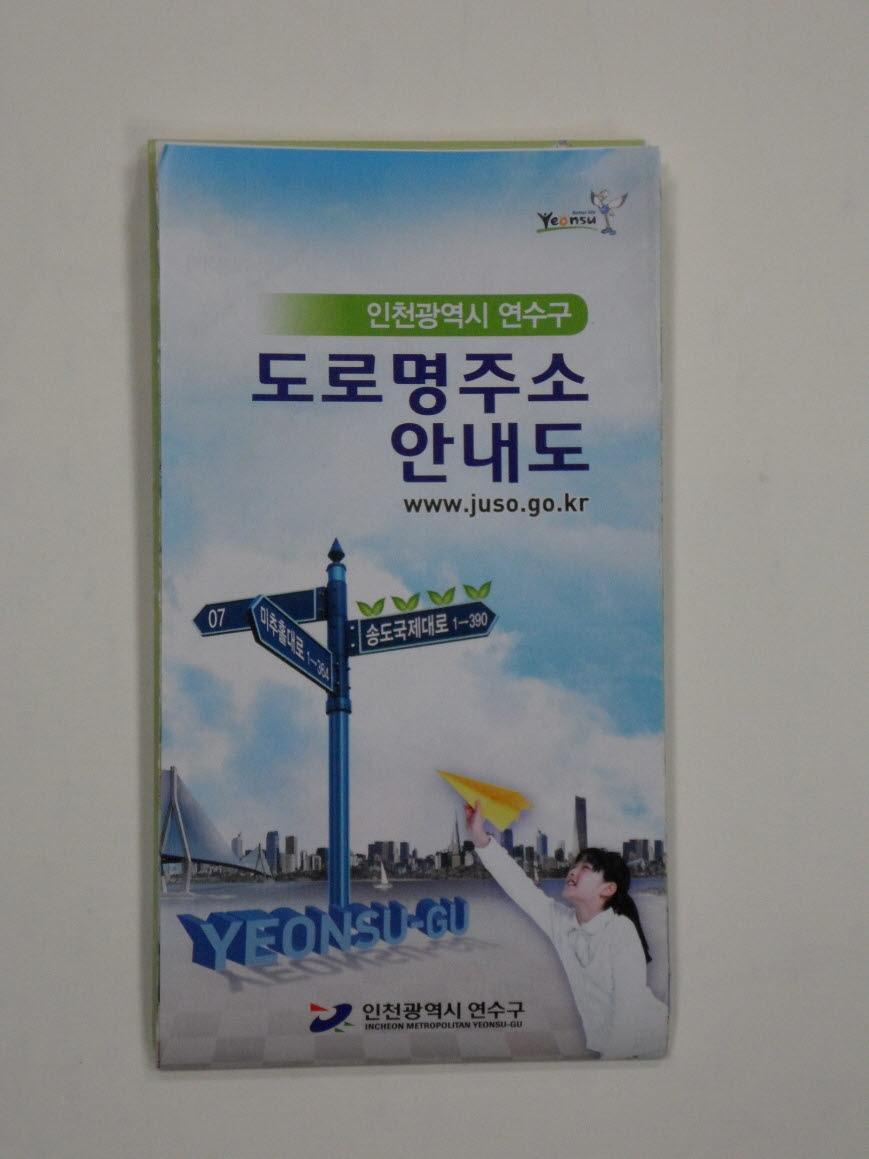 Yeonsu
인천광역시 연수구
도로명주소
안내도
www.juso.go.kr
07
미추홀대로 1→364
송도국제대로 1→390
YEONSU-GU
인천광역시 연수구
INCHEON METROPOLITAN YEONSU-GU